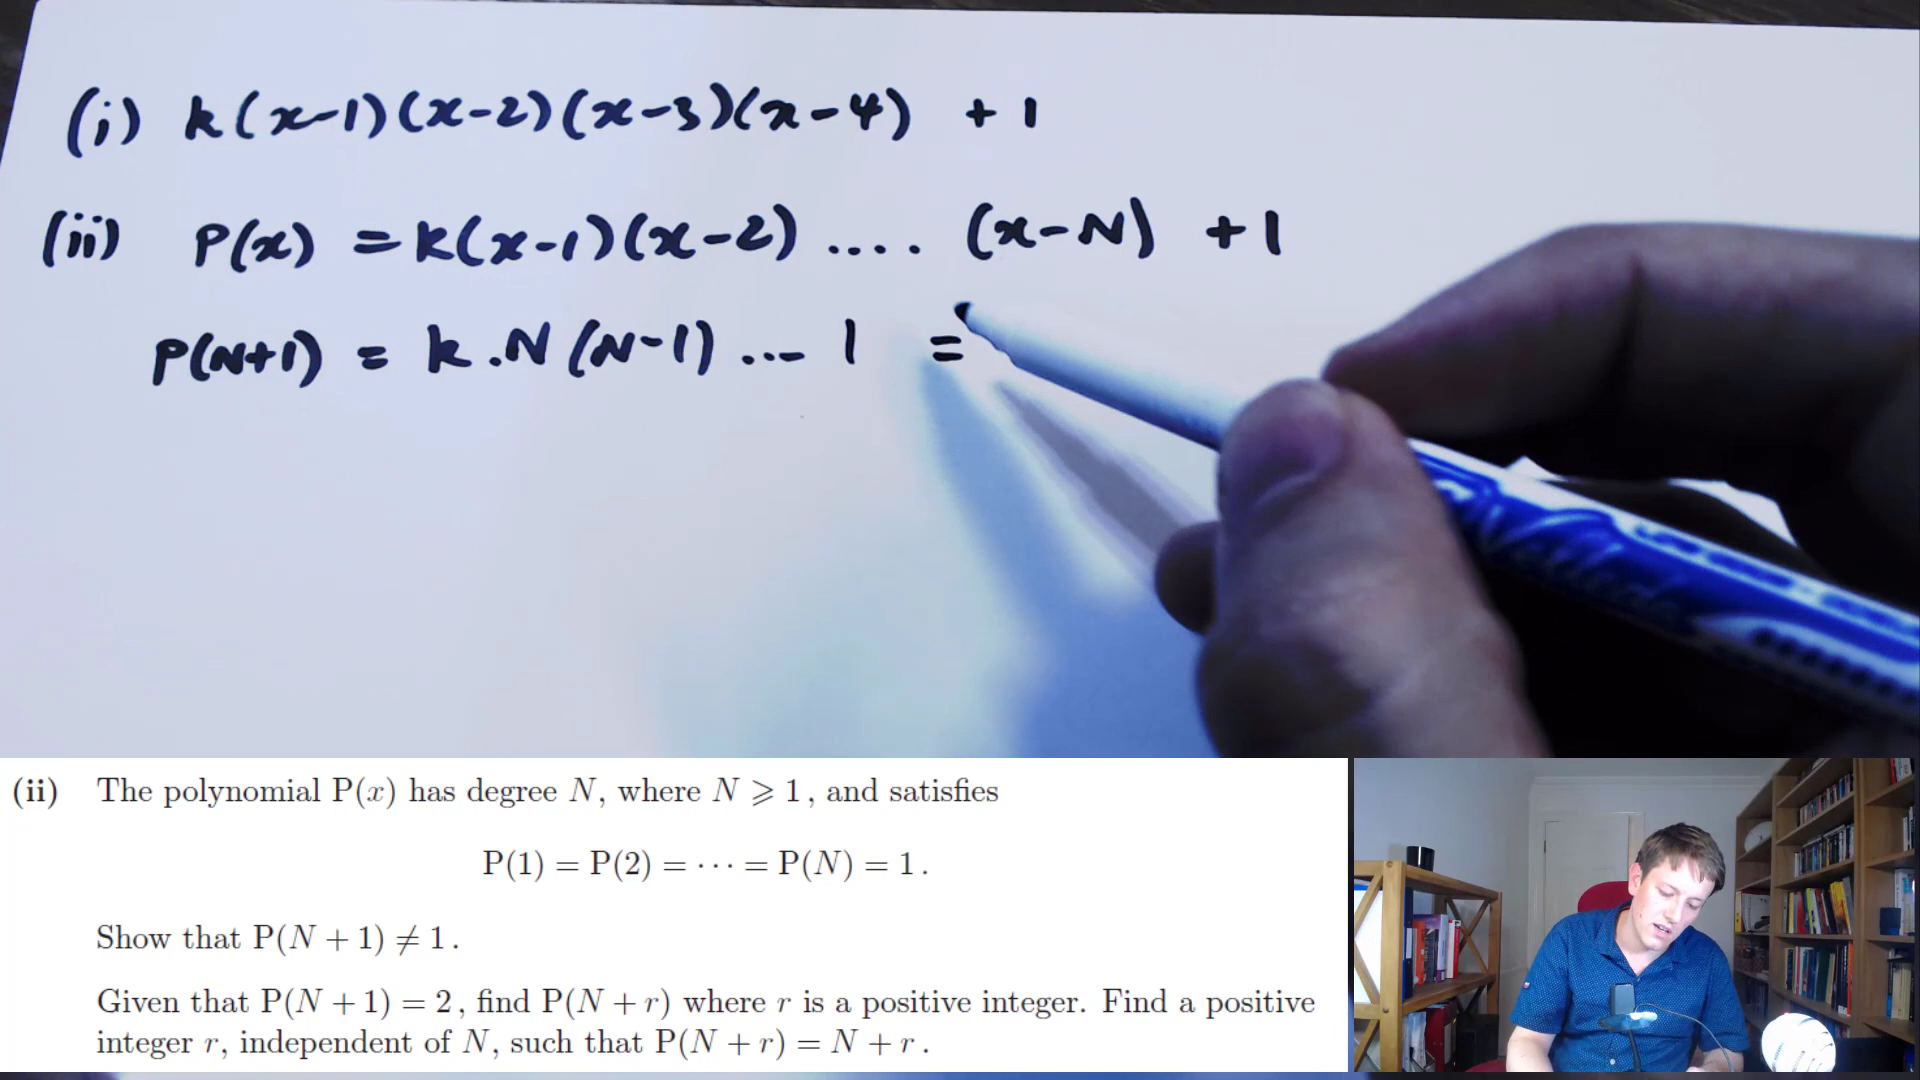 (i) k(x-1)(x-2)(x-3)(x-4) + 1
(ii) P(x) = k(x-1)(x-2) .... (x-N) + 1
P(N+1) = k.N(N-1) ... 1 =
(ii) The polynomial P(x) has degree N, where N ⩾ 1, and satisfies
P(1) = P(2) = ··· = P(N) = 1.
Show that P(N + 1) ≠ 1.
Given that P(N + 1) = 2, find P(N + r) where r is a positive integer. Find a positive
integer r, independent of N, such that P(N + r) = N + r.